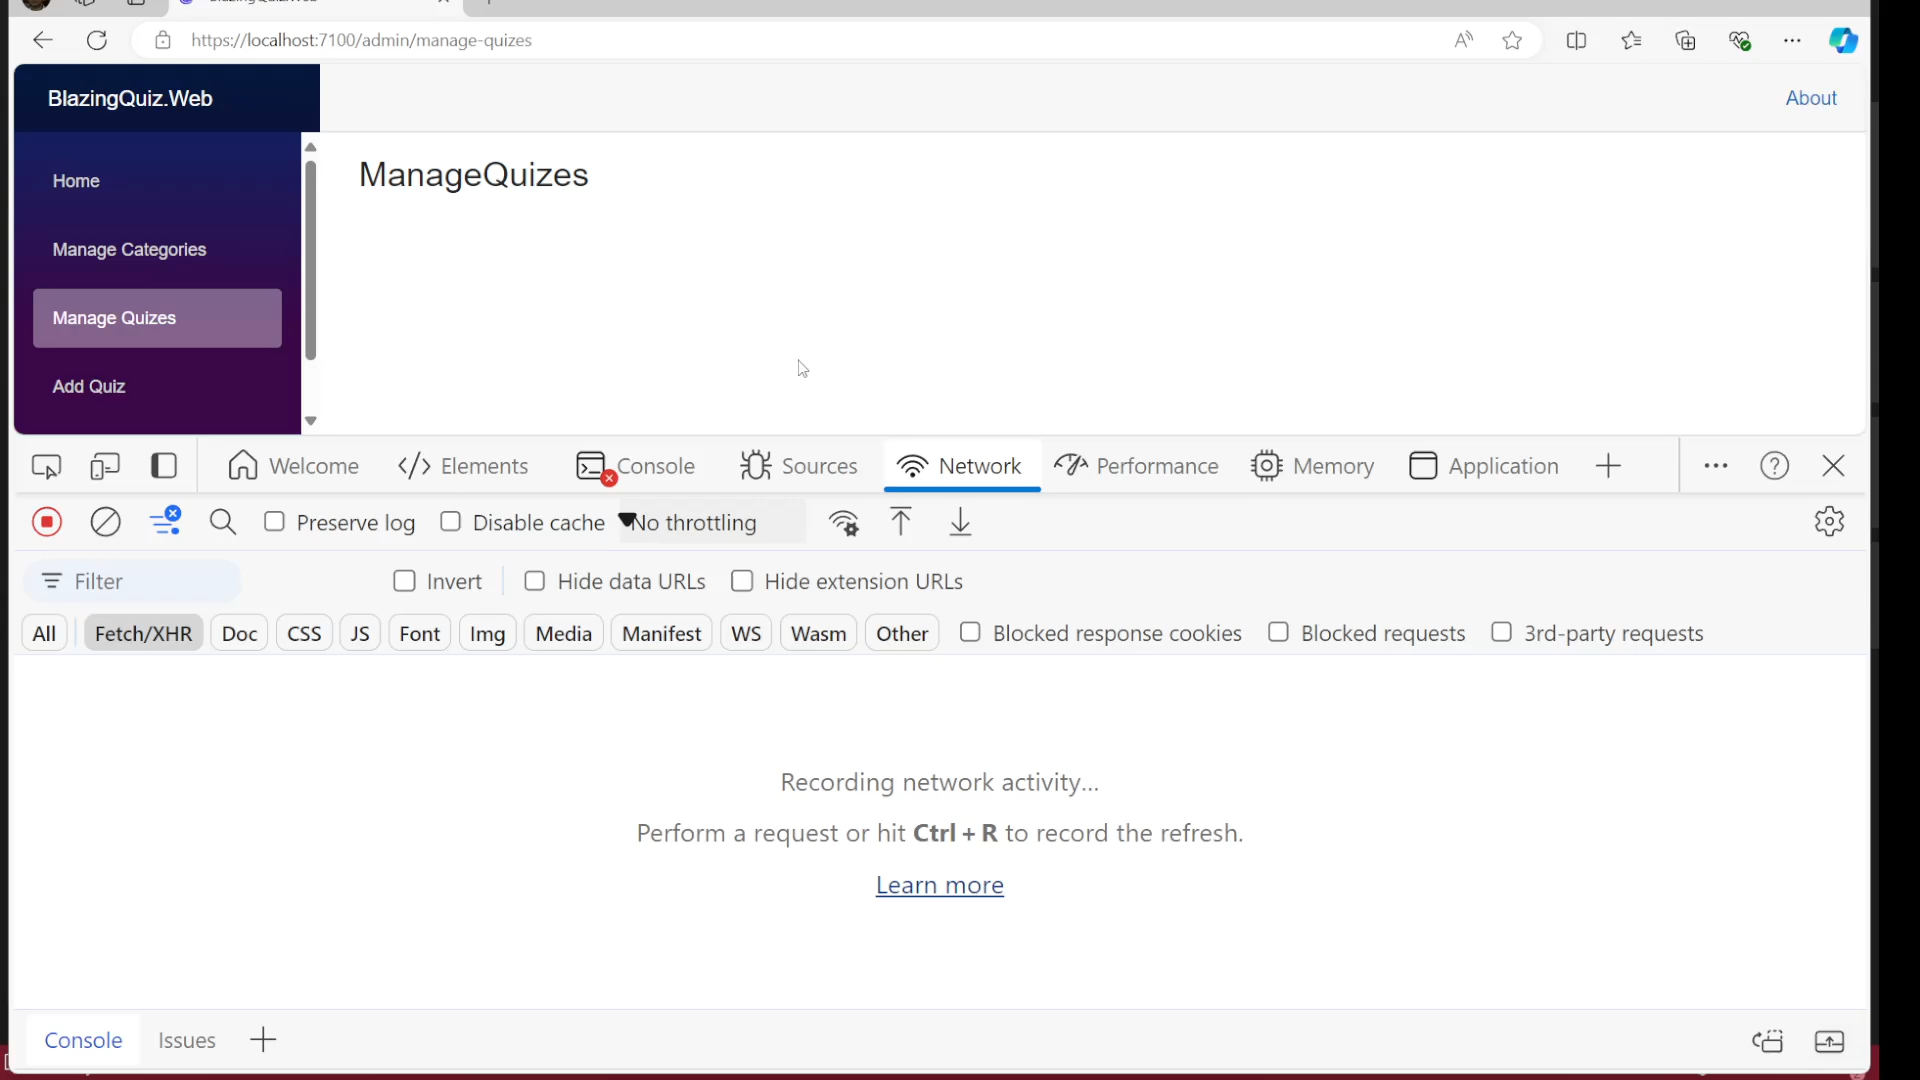 https://localhost:7100/admin/manage-quizes
BlazingQuiz.Web
About
ManageQuizes
Home
Manage Categories
Manage Quizes
Add Quiz
Welcome
Elements
Console
Sources
Network
Performance
Memory
Application
Preserve log
Disable cache
No throttling
Filter
Invert
Hide data URLs
Hide extension URLs
All
Fetch/XHR
Doc
CSS
JS
Font
Img
Media
Manifest
WS
Wasm
Other
Blocked response cookies
Blocked requests
3rd-party requests
Recording network activity...
Perform a request or hit Ctrl + R to record the refresh.
Learn more
Console
Issues